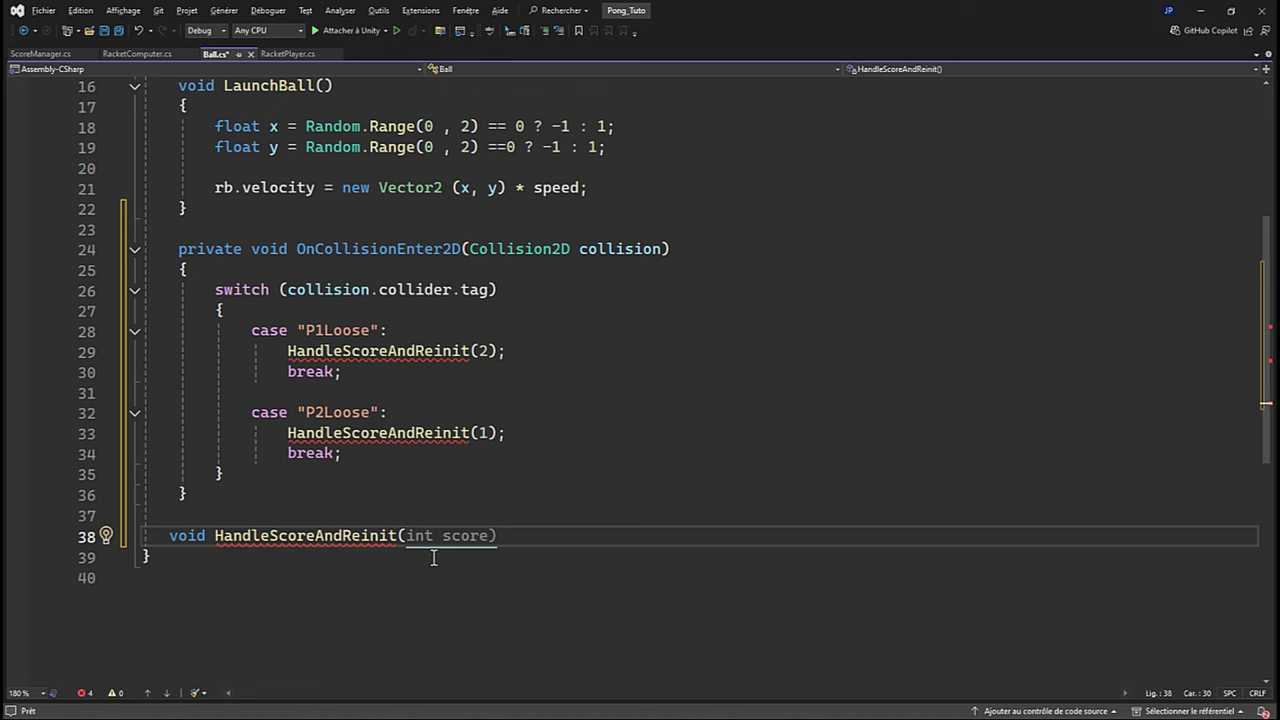 Fichier Edition Affichage Git Projet Générer Déboguer Test Analyser Outils Extensions Fenêtre Aide Rechercher Pong_Tuto JP
Debug Any CPU Attacher à Unity GitHub Copilot
ScoreManager.cs RacketComputer.cs Ball.cs* RacketPlayer.cs
Assembly-CSharp Ball HandleScoreAndReinit()
16 void LaunchBall()
17 {
18 float x = Random.Range(0 , 2) == 0 ? -1 : 1;
19 float y = Random.Range(0 , 2) ==0 ? -1 : 1;
20
21 rb.velocity = new Vector2 (x, y) * speed;
22 }
23
24 private void OnCollisionEnter2D(Collision2D collision)
25 {
26 switch (collision.collider.tag)
27 {
28 case "P1Loose":
29 HandleScoreAndReinit(2);
30 break;
31
32 case "P2Loose":
33 HandleScoreAndReinit(1);
34 break;
35 }
36 }
37
38 void HandleScoreAndReinit(int score)
39 }
40
180 % 4 0 Lig. : 38 Car. : 30 SPC CRLF
Prêt Ajouter au contrôle de code source Sélectionner le référentiel 2